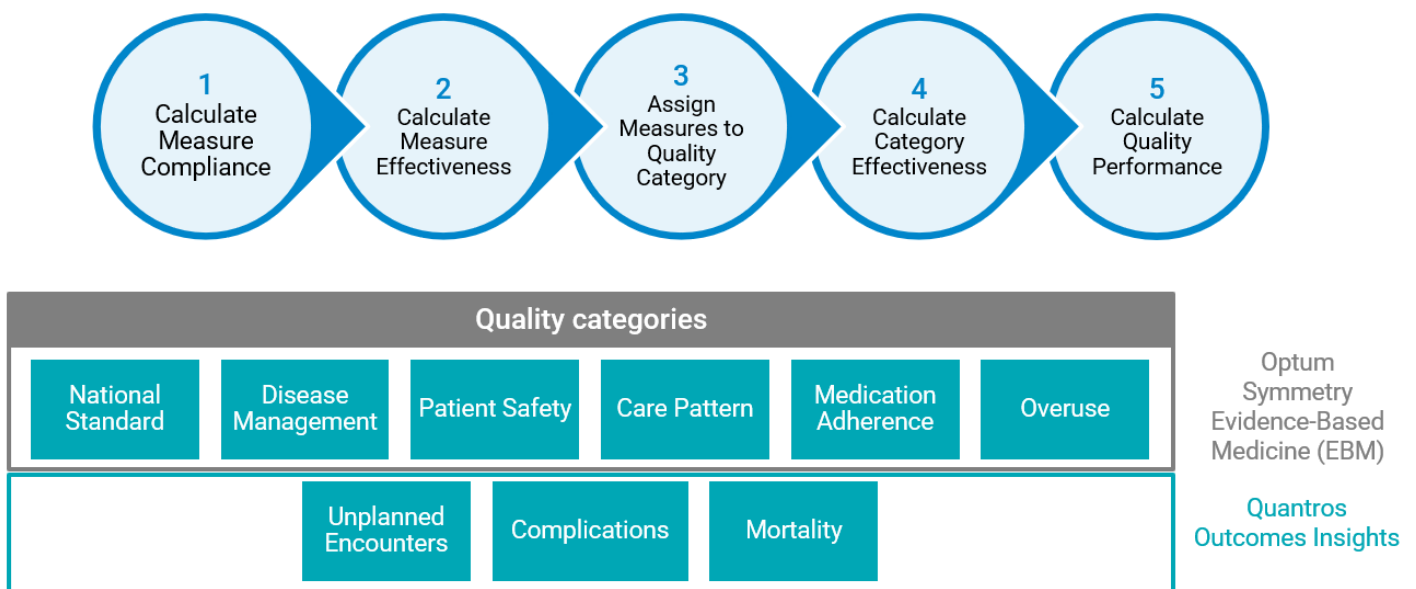 1
Calculate
Measure
Compliance
2
Calculate
Measure
Effectiveness
3
Assign
Measures to
Quality
Category
4
Calculate
Category
Effectiveness
5
Calculate
Quality
Performance
Quality categories
National
Standard
Disease
Management
Patient Safety
Care Pattern
Medication
Adherence
Overuse
Optum
Symmetry
Evidence-Based
Medicine (EBM)
Unplanned
Encounters
Complications
Mortality
Quantros
Outcomes Insights